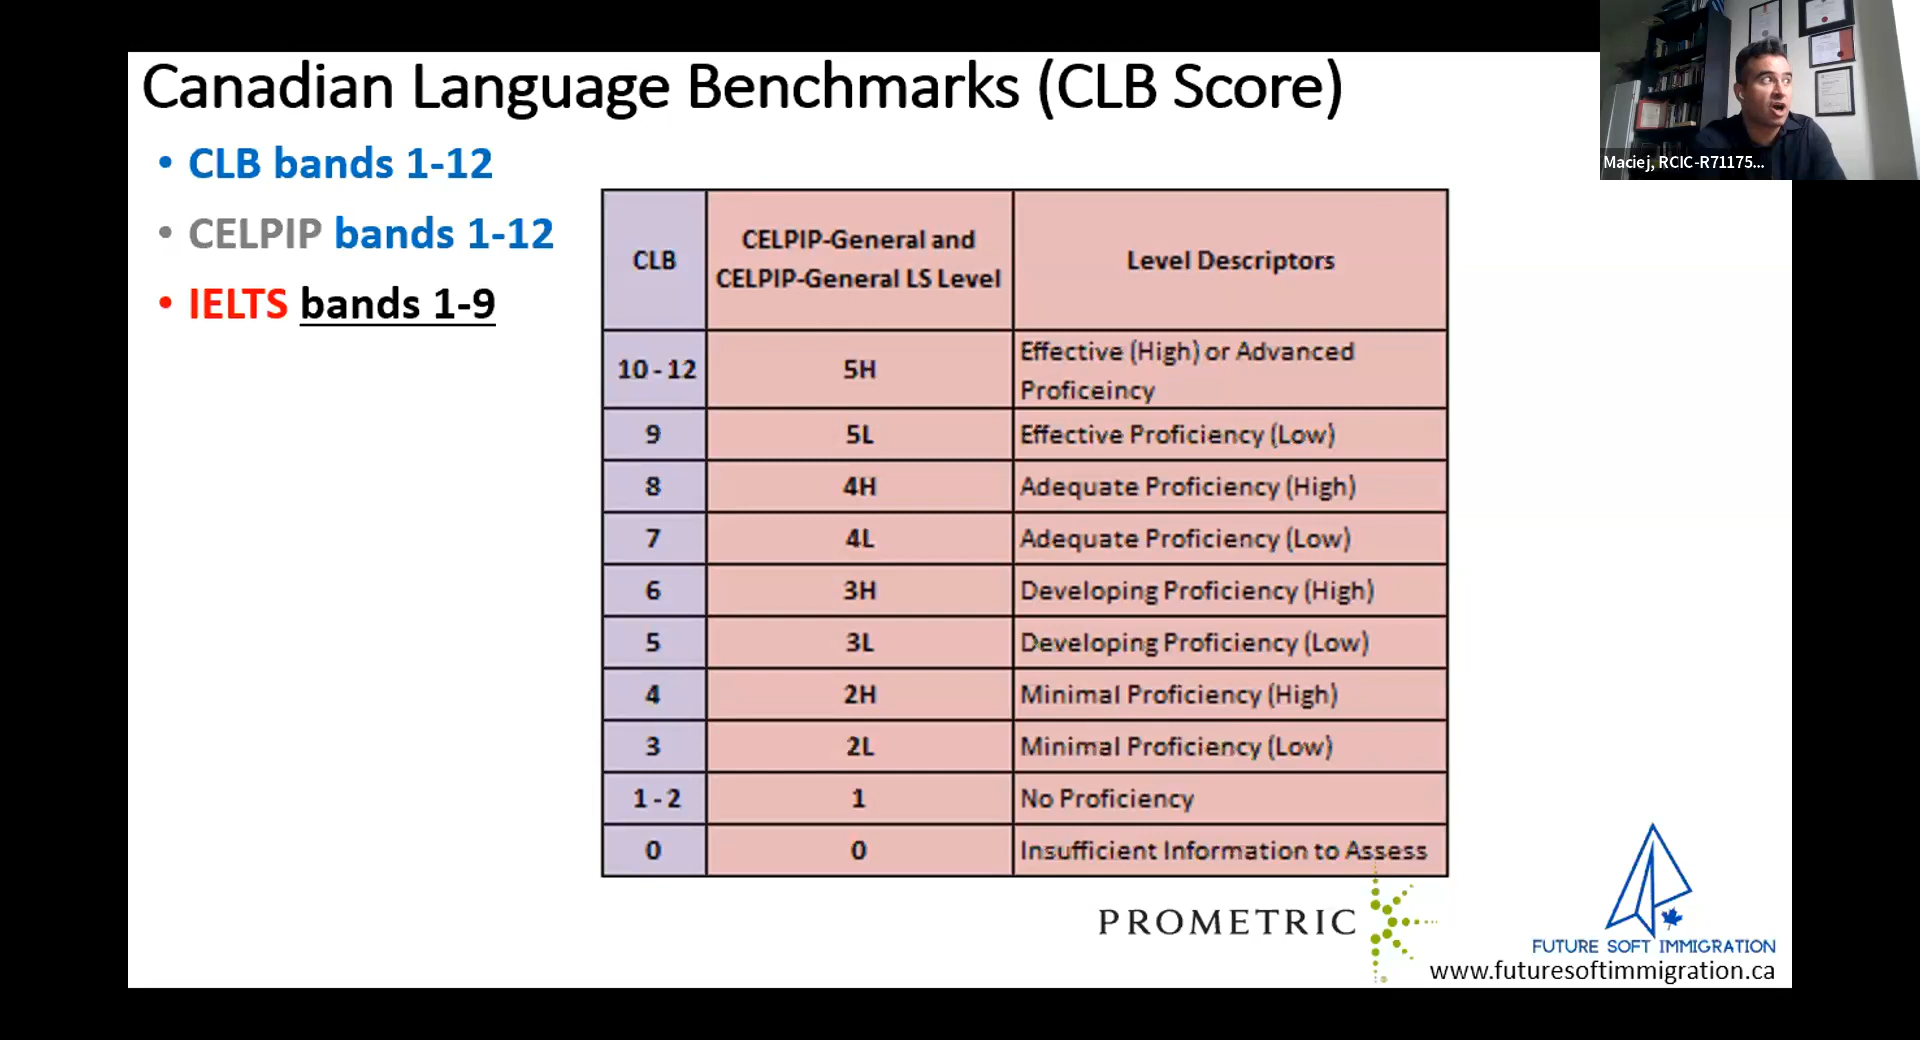 Canadian Language Benchmarks (CLB Score)
• CLB bands 1-12
• CELPIP bands 1-12
• IELTS bands 1-9
CLB
CELPIP-General and
CELPIP-General LS Level
Level Descriptors
10 - 12 5H Effective (High) or Advanced
Proficeincy
9 5L Effective Proficiency (Low)
8 4H Adequate Proficiency (High)
7 4L Adequate Proficiency (Low)
6 3H Developing Proficiency (High)
5 3L Developing Proficiency (Low)
4 2H Minimal Proficiency (High)
3 2L Minimal Proficiency (Low)
1 - 2 1 No Proficiency
0 0 Insufficient Information to Assess
PROMETRIC
FUTURE SOFT IMMIGRATION
www.futuresoftimmigration.ca
Maciej, RCIC-R71175...